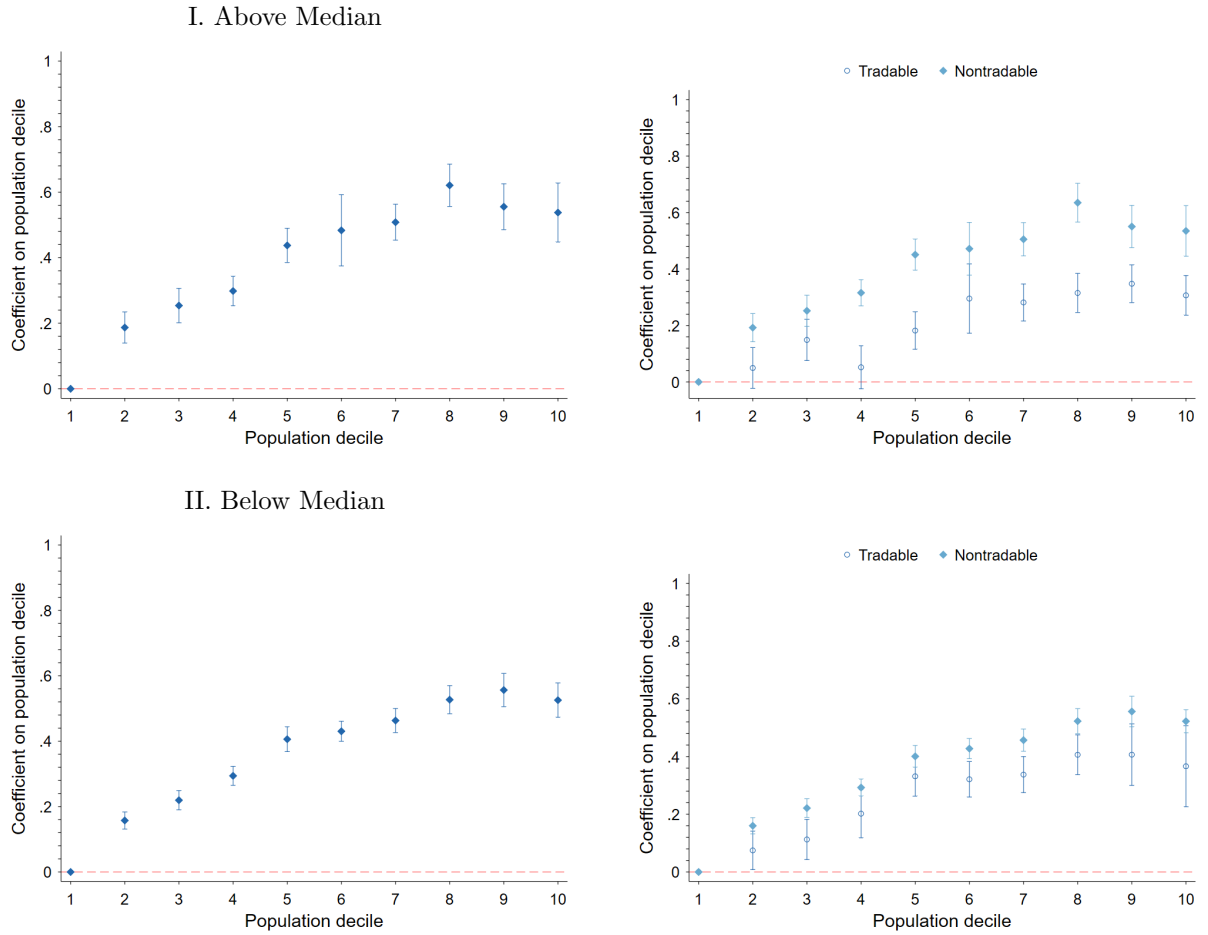 I. Above Median
Coefficient on population decile
1
.8
.6
.4
.2
0
1 2 3 4 5 6 7 8 9 10
Population decile
Tradable Nontradable
Coefficient on population decile
1
.8
.6
.4
.2
0
1 2 3 4 5 6 7 8 9 10
Population decile
II. Below Median
Coefficient on population decile
1
.8
.6
.4
.2
0
1 2 3 4 5 6 7 8 9 10
Population decile
Tradable Nontradable
Coefficient on population decile
1
.8
.6
.4
.2
0
1 2 3 4 5 6 7 8 9 10
Population decile